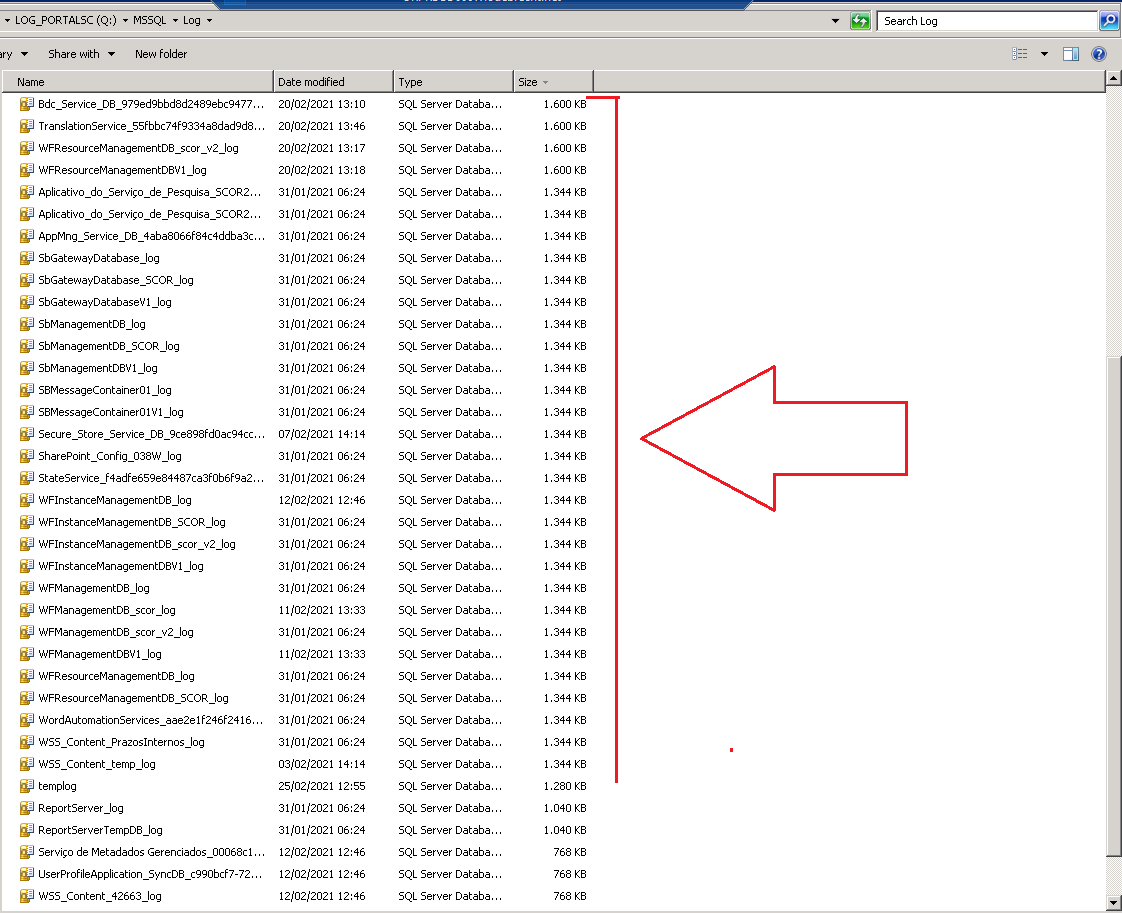 LOG_PORTALSC (Q:) MSSQL Log Search Log
ary Share with New folder
Name Date modified Type Size
Bdc_Service_DB_979ed9bbd8d2489ebc9477... 20/02/2021 13:10 SQL Server Databa... 1.600 KB
TranslationService_55fbbc74f9334a8dad9d8... 20/02/2021 13:46 SQL Server Databa... 1.600 KB
WFResourceManagementDB_scor_v2_log 20/02/2021 13:17 SQL Server Databa... 1.600 KB
WFResourceManagementDBV1_log 20/02/2021 13:18 SQL Server Databa... 1.600 KB
Aplicativo_do_Serviço_de_Pesquisa_SCOR2... 31/01/2021 06:24 SQL Server Databa... 1.344 KB
Aplicativo_do_Serviço_de_Pesquisa_SCOR2... 31/01/2021 06:24 SQL Server Databa... 1.344 KB
AppMng_Service_DB_4aba8066f84c4ddba3c... 31/01/2021 06:24 SQL Server Databa... 1.344 KB
SbGatewayDatabase_log 31/01/2021 06:24 SQL Server Databa... 1.344 KB
SbGatewayDatabase_SCOR_log 31/01/2021 06:24 SQL Server Databa... 1.344 KB
SbGatewayDatabaseV1_log 31/01/2021 06:24 SQL Server Databa... 1.344 KB
SbManagementDB_log 31/01/2021 06:24 SQL Server Databa... 1.344 KB
SbManagementDB_SCOR_log 31/01/2021 06:24 SQL Server Databa... 1.344 KB
SbManagementDBV1_log 31/01/2021 06:24 SQL Server Databa... 1.344 KB
SBMessageContainer01_log 31/01/2021 06:24 SQL Server Databa... 1.344 KB
SBMessageContainer01V1_log 31/01/2021 06:24 SQL Server Databa... 1.344 KB
Secure_Store_Service_DB_9ce898fd0ac94cc... 07/02/2021 14:14 SQL Server Databa... 1.344 KB
SharePoint_Config_038W_log 31/01/2021 06:24 SQL Server Databa... 1.344 KB
StateService_f4adfe659e84487ca3f0b6f9a2... 31/01/2021 06:24 SQL Server Databa... 1.344 KB
WFInstanceManagementDB_log 12/02/2021 12:46 SQL Server Databa... 1.344 KB
WFInstanceManagementDB_SCOR_log 31/01/2021 06:24 SQL Server Databa... 1.344 KB
WFInstanceManagementDB_scor_v2_log 31/01/2021 06:24 SQL Server Databa... 1.344 KB
WFInstanceManagementDBV1_log 31/01/2021 06:24 SQL Server Databa... 1.344 KB
WFManagementDB_log 31/01/2021 06:24 SQL Server Databa... 1.344 KB
WFManagementDB_scor_log 11/02/2021 13:33 SQL Server Databa... 1.344 KB
WFManagementDB_scor_v2_log 31/01/2021 06:24 SQL Server Databa... 1.344 KB
WFManagementDBV1_log 11/02/2021 13:33 SQL Server Databa... 1.344 KB
WFResourceManagementDB_log 31/01/2021 06:24 SQL Server Databa... 1.344 KB
WFResourceManagementDB_SCOR_log 31/01/2021 06:24 SQL Server Databa... 1.344 KB
WordAutomationServices_aae2e1f246f2416... 31/01/2021 06:24 SQL Server Databa... 1.344 KB
WSS_Content_PrazosInternos_log 31/01/2021 06:24 SQL Server Databa... 1.344 KB
WSS_Content_temp_log 03/02/2021 14:14 SQL Server Databa... 1.344 KB
templog 25/02/2021 12:55 SQL Server Databa... 1.280 KB
ReportServer_log 31/01/2021 06:24 SQL Server Databa... 1.040 KB
ReportServerTempDB_log 31/01/2021 06:24 SQL Server Databa... 1.040 KB
Serviço de Metadados Gerenciados_00068c1... 12/02/2021 12:46 SQL Server Databa... 768 KB
UserProfileApplication_SyncDB_c990bcf7-72... 12/02/2021 12:46 SQL Server Databa... 768 KB
WSS_Content_42663_log 12/02/2021 12:46 SQL Server Databa... 768 KB